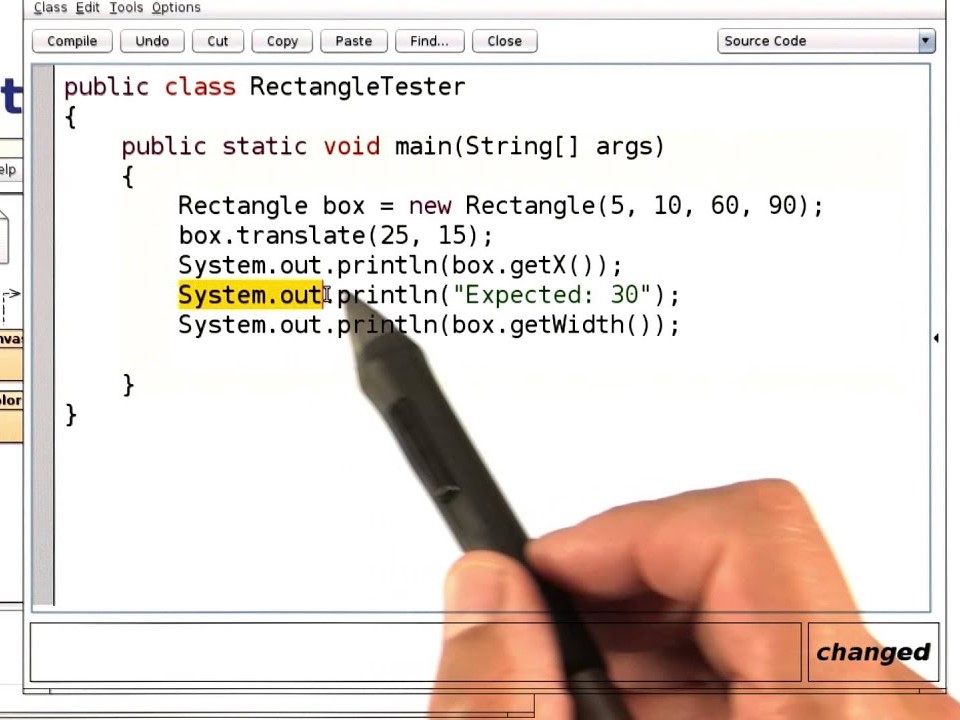 Class Edit Tools Options
Compile Undo Cut Copy Paste Find... Close Source Code
public class RectangleTester
{
public static void main(String[] args)
{
Rectangle box = new Rectangle(5, 10, 60, 90);
box.translate(25, 15);
System.out.println(box.getX());
System.out.println("Expected: 30");
System.out.println(box.getWidth());
}
}
changed